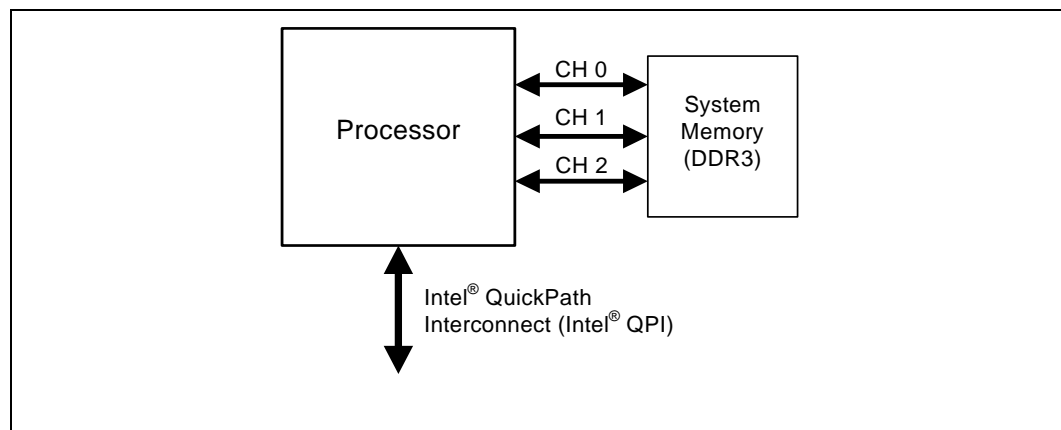 Processor
CH 0
CH 1
CH 2
System
Memory
(DDR3)
Intel® QuickPath
Interconnect (Intel® QPI)